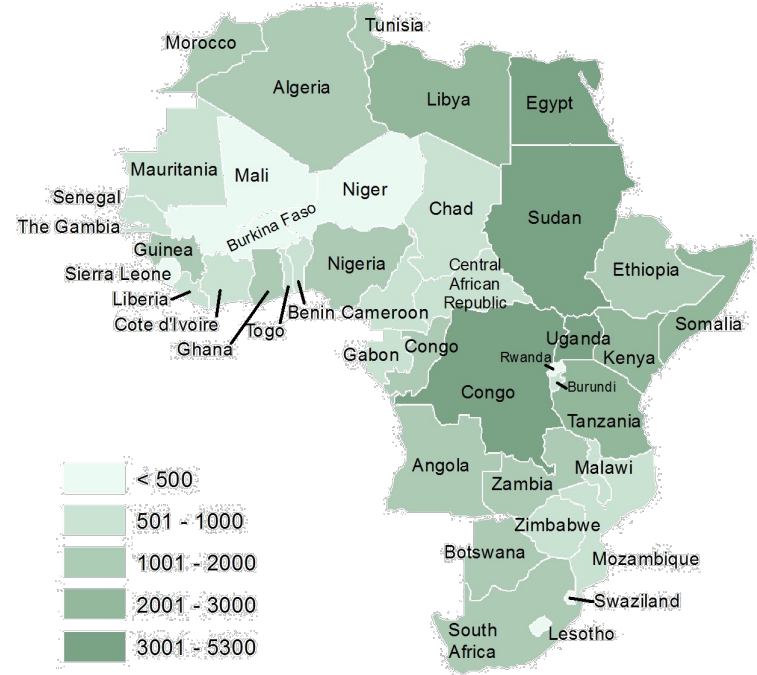 Tunisia
Morocco
Algeria
Libya
Egypt
Mauritania
Mali
Niger
Senegal
Chad
Sudan
The Gambia
Burkina Faso
Guinea
Nigeria
Central
African
Republic
Ethiopia
Sierra Leone
Liberia
Benin
Cameroon
Cote d'Ivoire
Togo
Ghana
Somalia
Uganda
Gabon
Congo
Rwanda
Kenya
Burundi
Congo
Tanzania
Angola
Malawi
Zambia
Zimbabwe
Botswana
Mozambique
Swaziland
South
Africa
Lesotho
< 500
501 - 1000
1001 - 2000
2001 - 3000
3001 - 5300